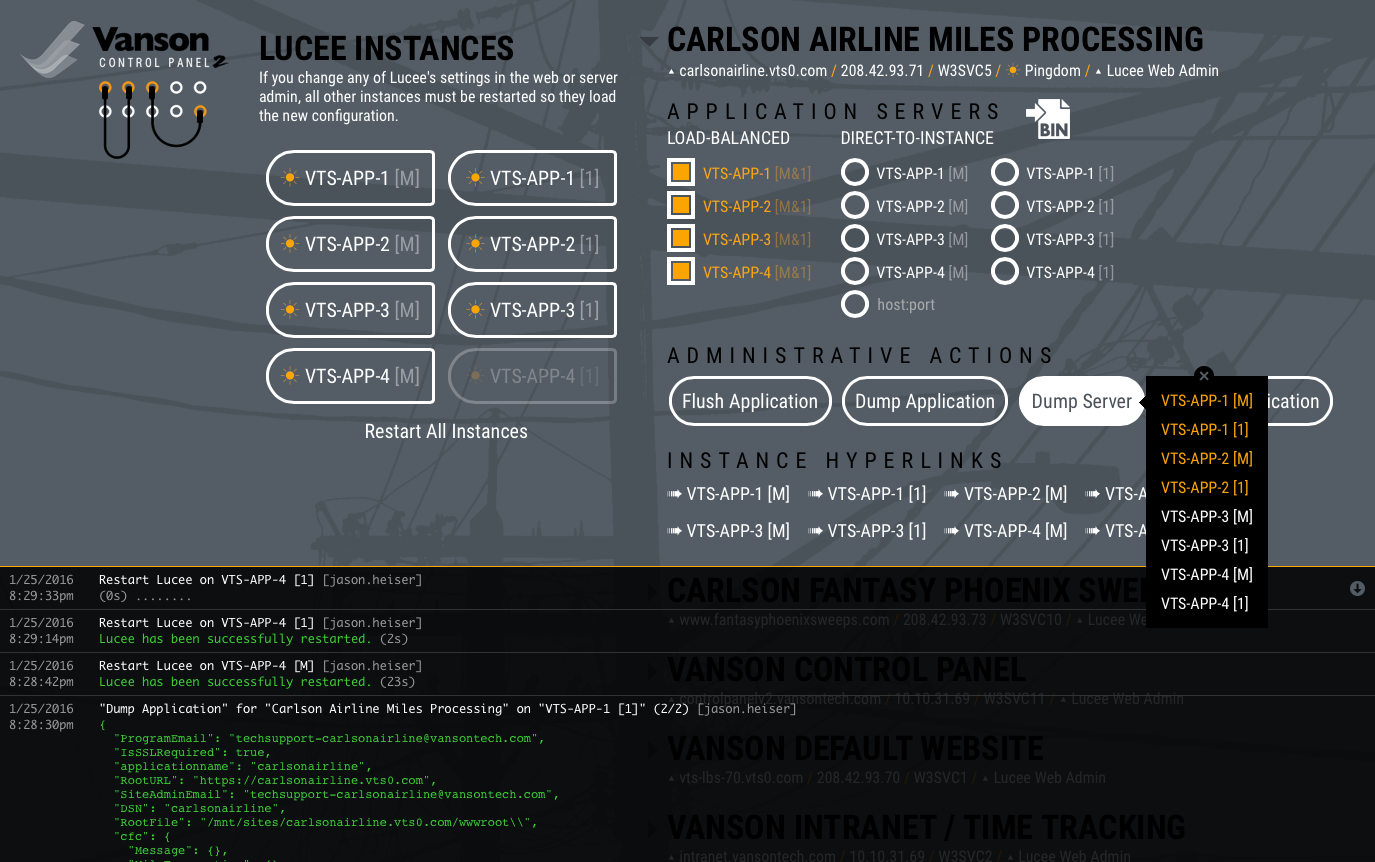 Vanson
CONTROL PANEL 2
LUCEE INSTANCES
If you change any of Lucee's settings in the web or server
admin, all other instances must be restarted so they load
the new configuration.
VTS-APP-1 [M]
VTS-APP-1 [1]
VTS-APP-2 [M]
VTS-APP-2 [1]
VTS-APP-3 [M]
VTS-APP-3 [1]
VTS-APP-4 [M]
VTS-APP-4 [1]
Restart All Instances
CARLSON AIRLINE MILES PROCESSING
carlsonairline.vts0.com / 208.42.93.71 / W3SVC5 / Pingdom / Lucee Web Admin
APPLICATION SERVERS
BIN
LOAD-BALANCED
DIRECT-TO-INSTANCE
VTS-APP-1 [M&1]
VTS-APP-1 [M]
VTS-APP-1 [1]
VTS-APP-2 [M&1]
VTS-APP-2 [M]
VTS-APP-2 [1]
VTS-APP-3 [M&1]
VTS-APP-3 [M]
VTS-APP-3 [1]
VTS-APP-4 [M&1]
VTS-APP-4 [M]
VTS-APP-4 [1]
host:port
ADMINISTRATIVE ACTIONS
Flush Application
Dump Application
Dump Server
ication
VTS-APP-1 [M]
VTS-APP-1 [1]
VTS-APP-2 [M]
VTS-APP-2 [1]
VTS-APP-3 [M]
VTS-APP-3 [1]
VTS-APP-4 [M]
VTS-APP-4 [1]
INSTANCE HYPERLINKS
VTS-APP-1 [M] VTS-APP-1 [1] VTS-APP-2 [M] VTS-A
VTS-APP-3 [M] VTS-APP-3 [1] VTS-APP-4 [M] VTS-A
CARLSON FANTASY PHOENIX SWE
www.fantasyphoenixsweeps.com / 208.42.93.73 / W3SVC10 / Lucee We
VANSON CONTROL PANEL
controlpanelv2.vansontech.com / 10.10.31.69 / W3SVC11 / Lucee Web Admin
VANSON DEFAULT WEBSITE
vts-lbs-70.vts0.com / 208.42.93.70 / W3SVC1 / Lucee Web Admin
VANSON INTRANET / TIME TRACKING
intranet.vansontech.com / 10.10.31.69 / W3SVC2 / Lucee Web Admin
1/25/2016 Restart Lucee on VTS-APP-4 [1] [jason.heiser]
8:29:33pm (0s) ........
1/25/2016 Restart Lucee on VTS-APP-4 [1] [jason.heiser]
8:29:14pm Lucee has been successfully restarted. (2s)
1/25/2016 Restart Lucee on VTS-APP-4 [M] [jason.heiser]
8:28:42pm Lucee has been successfully restarted. (23s)
1/25/2016 "Dump Application" for "Carlson Airline Miles Processing" on "VTS-APP-1 [1]" (2/2) [jason.heiser]
8:28:30pm {
"ProgramEmail": "techsupport-carlsonairline@vansontech.com",
"IsSSLRequired": true,
"applicationname": "carlsonairline",
"RootURL": "https://carlsonairline.vts0.com",
"SiteAdminEmail": "techsupport-carlsonairline@vansontech.com",
"DSN": "carlsonairline",
"RootFile": "/mnt/sites/carlsonairline.vts0.com/wwwroot\\",
"cfc": {
"Message": {},